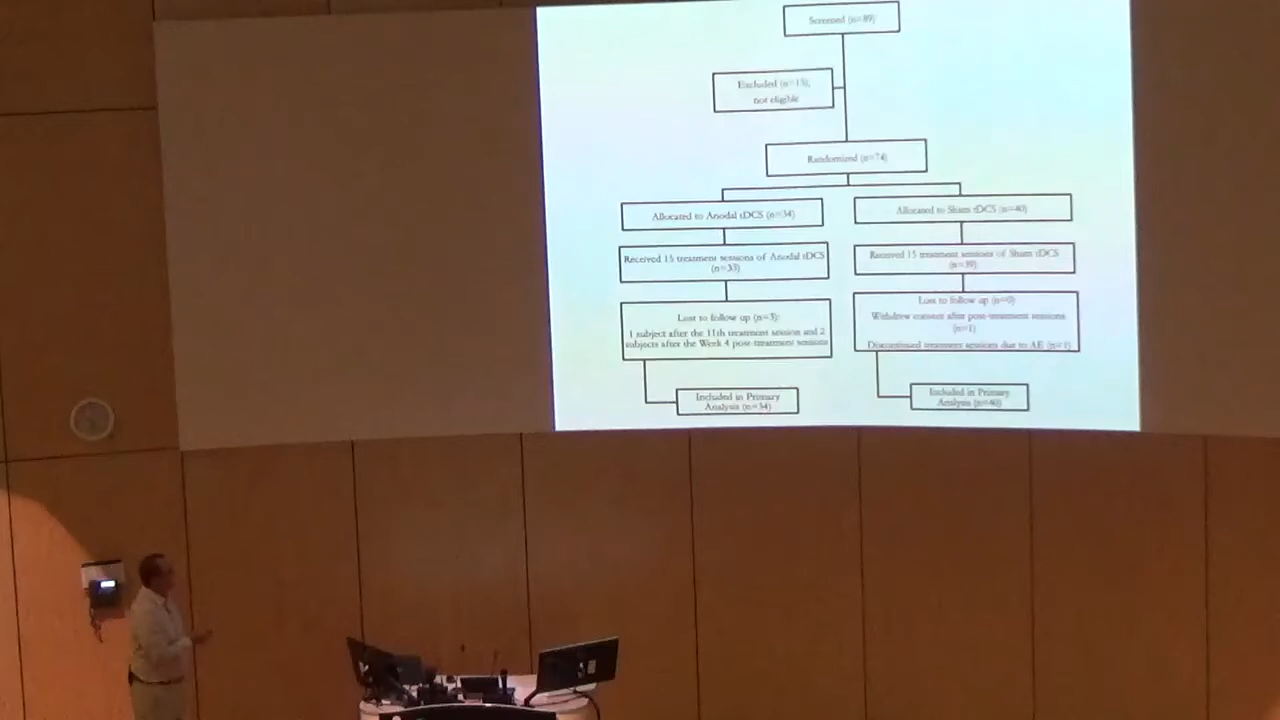 Screened (n=89)
Excluded (n=15);
not eligible
Randomized (n=74)
Allocated to Anodal tDCS (n=34)
Allocated to Sham tDCS (n=40)
Received 15 treatment sessions of Anodal tDCS
(n=33)
Received 15 treatment sessions of Sham tDCS
(n=39)
Lost to follow up (n=3):
1 subject after the 11th treatment session and 2
subjects after the Week 4 post-treatment sessions
Lost to follow up (n=0)
Withdrew consent after post-treatment sessions
(n=1)
Discontinued treatment sessions due to AE (n=1)
Included in Primary
Analysis (n=34)
Included in Primary
Analysis (n=40)